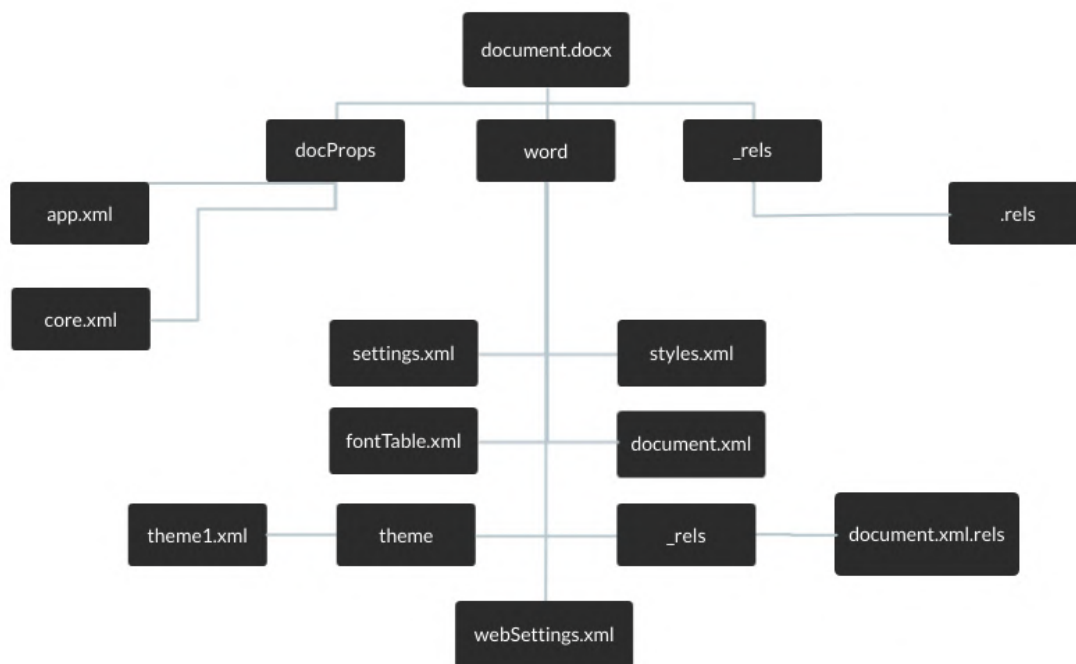 document.docx
docProps
word
_rels
app.xml
.rels
core.xml
settings.xml
styles.xml
fontTable.xml
document.xml
theme1.xml
theme
_rels
document.xml.rels
webSettings.xml